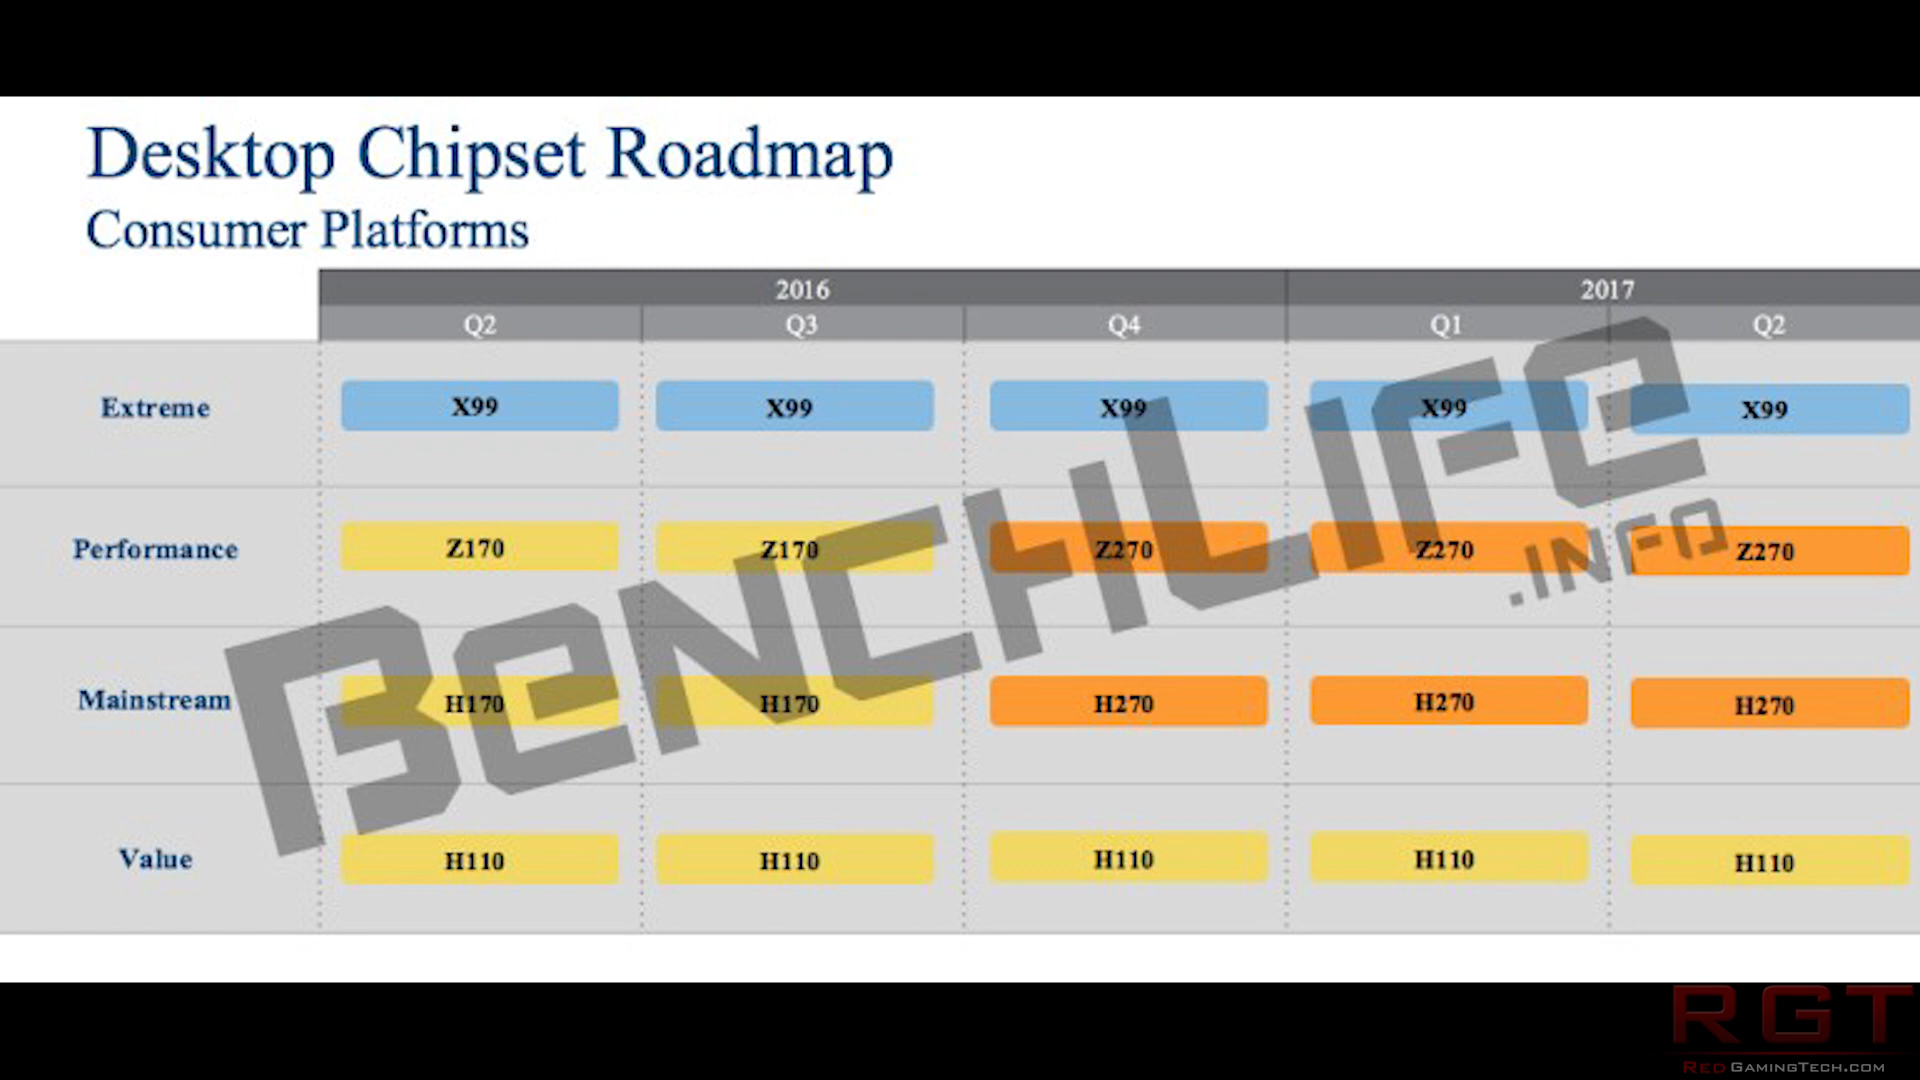 Desktop Chipset Roadmap
Consumer Platforms
2016 2017
Q2 Q3 Q4 Q1 Q2
Extreme X99 X99 X99 X99 X99
Performance Z170 Z170 Z270 Z270 Z270
Mainstream H170 H170 H270 H270 H270
Value H110 H110 H110 H110 H110
BENCHLIFE
.INFO
RGT
REDGAMINGTECH.COM